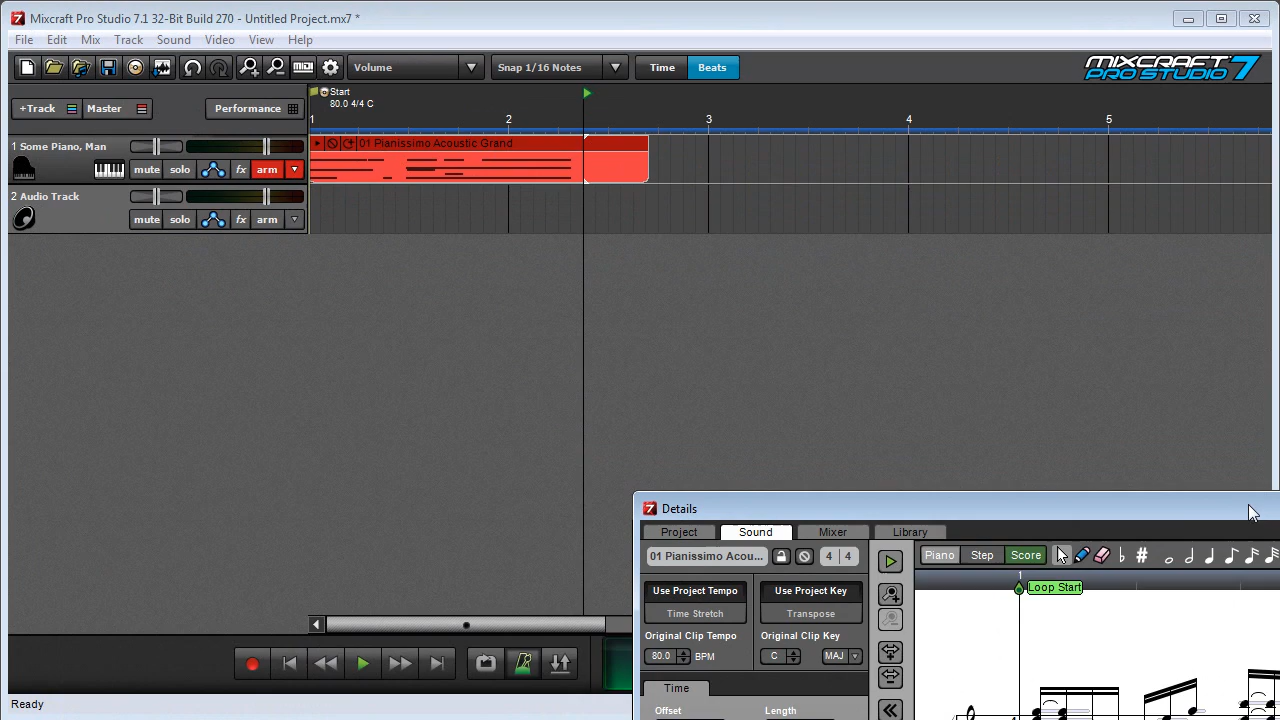 Mixcraft Pro Studio 7.1 32-Bit Build 270 - Untitled Project.mx7 *
File Edit Mix Track Sound Video View Help
Volume Snap 1/16 Notes Time Beats MIXCRAFT PRO STUDIO 7
+Track Master Performance
Start
80.0 4/4 C
1 2 3 4 5
1 Some Piano, Man
01 Pianissimo Acoustic Grand
mute solo fx arm
2 Audio Track
mute solo fx arm
7 Details
Project Sound Mixer Library
01 Pianissimo Acou... 4 4
Piano Step Score
1
Loop Start
Use Project Tempo
Time Stretch
Use Project Key
Transpose
Original Clip Tempo
80.0 BPM
Original Clip Key
C MAJ
Time
Offset Length
Ready